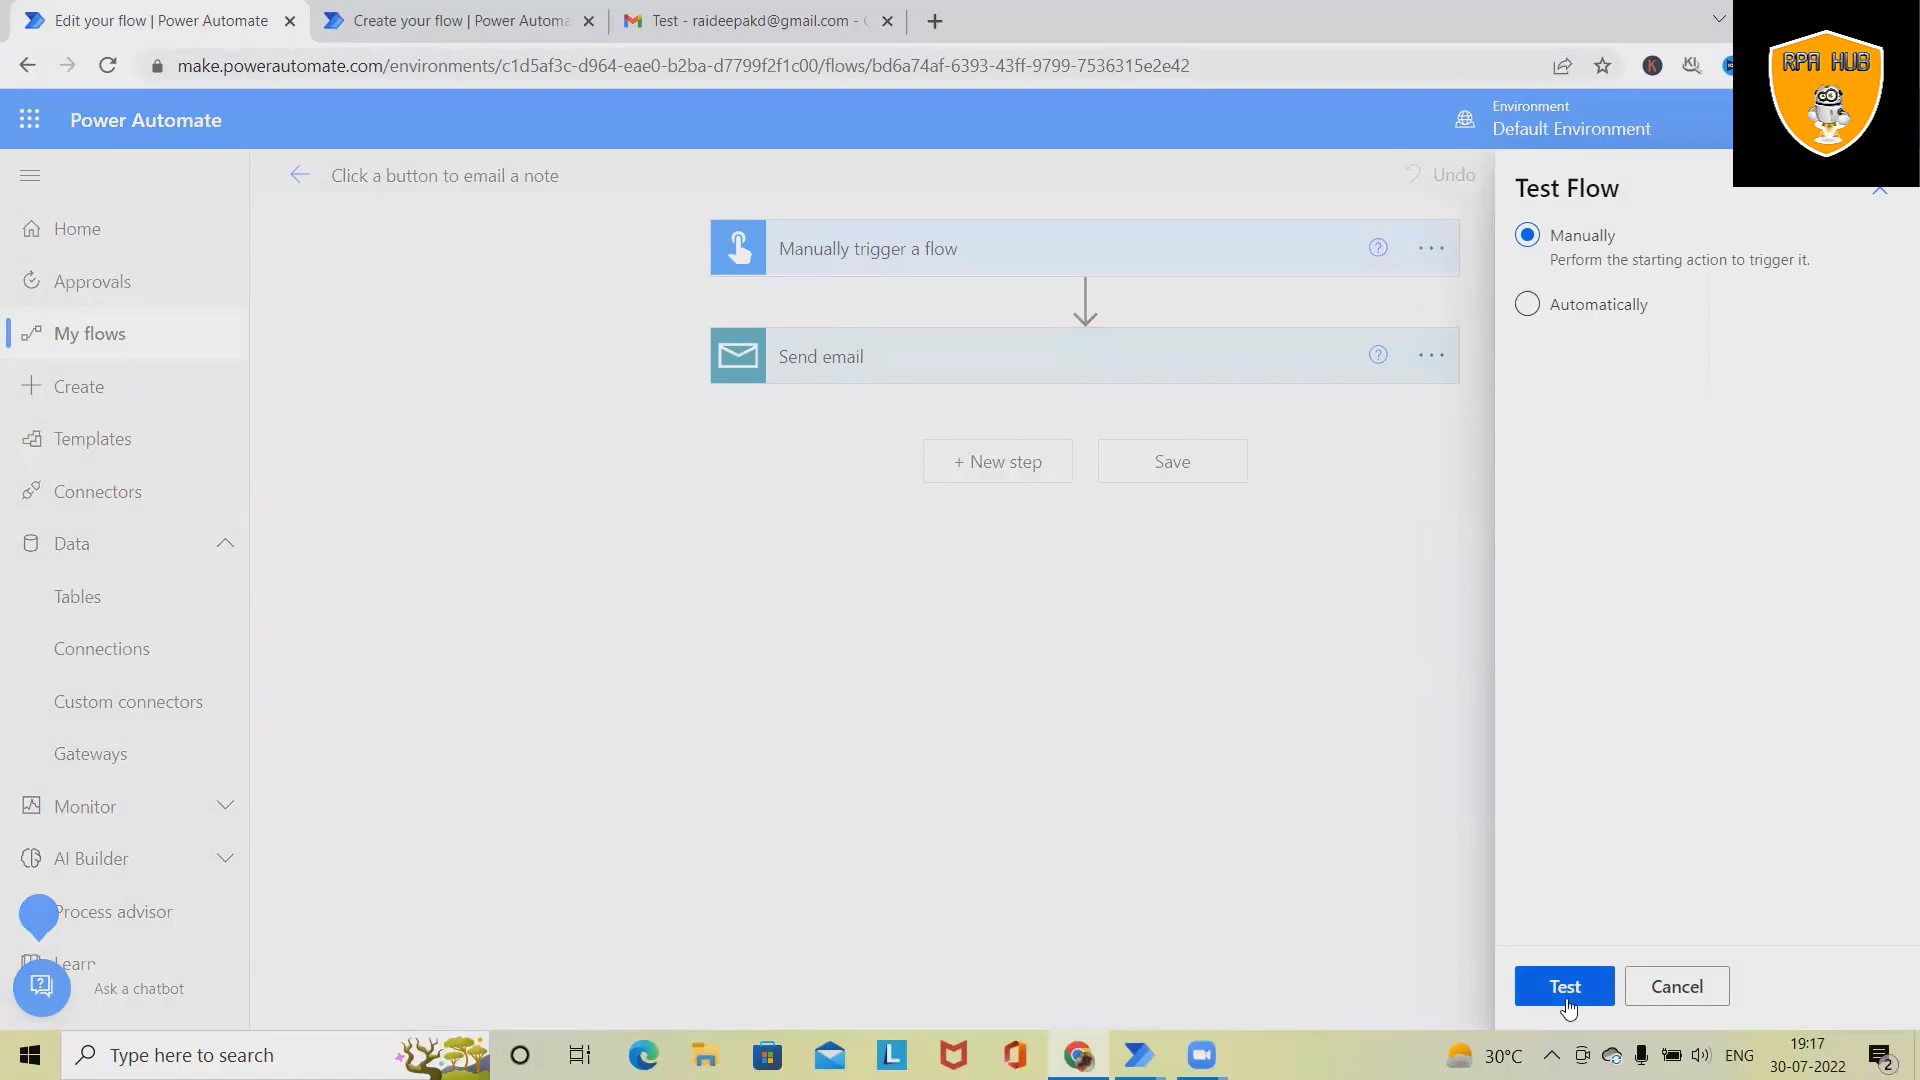 Edit your flow | Power Automate
Create your flow | Power Automa
Test - raideepakd@gmail.com -
make.powerautomate.com/environments/c1d5af3c-d964-eae0-b2ba-d7799f2f1c00/flows/bd6a74af-6393-43ff-9799-7536315e2e42
RPA HUB
Power Automate
Environment
Default Environment
Click a button to email a note
Undo
Home
Approvals
My flows
Create
Templates
Connectors
Data
Tables
Connections
Custom connectors
Gateways
Monitor
AI Builder
Process advisor
Learn
Ask a chatbot
Manually trigger a flow
Send email
+ New step
Save
Test Flow
Manually
Perform the starting action to trigger it.
Automatically
Test
Cancel
Type here to search
30°C
ENG
19:17
30-07-2022
2